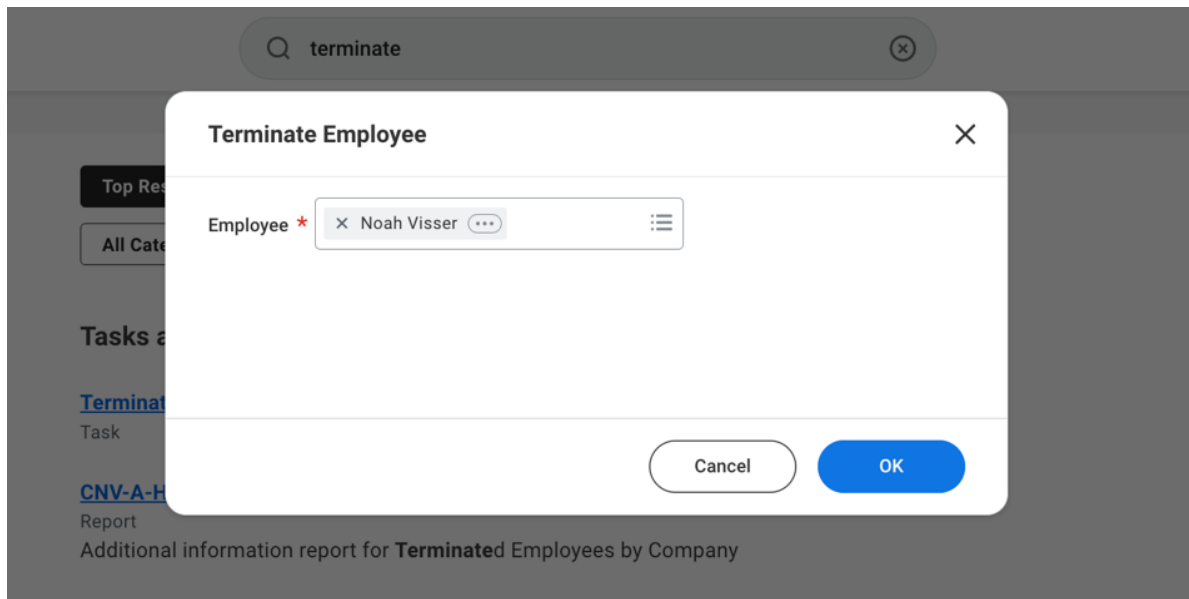 terminate
Terminate Employee
Top Res
Employee * Noah Visser
All Cate
Tasks a
Terminat
Task
Cancel OK
CNV-A-H
Report
Additional information report for Terminated Employees by Company